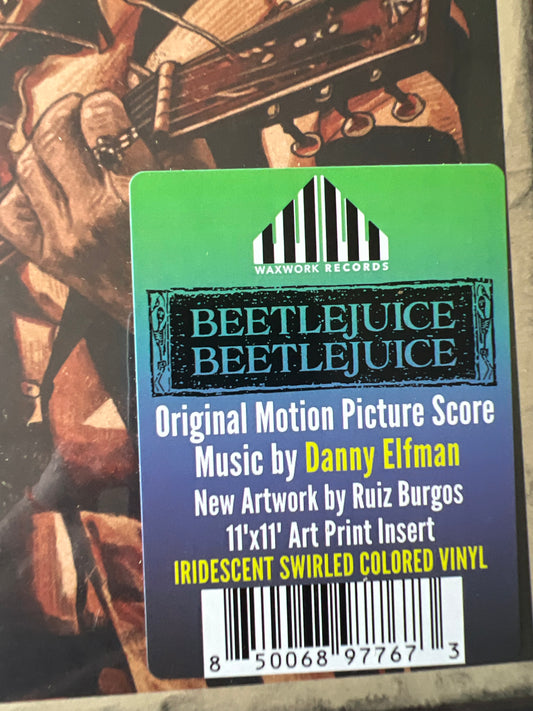 WAXWORK RECORDS
BEETLEJUICE
BEETLEJUICE
Original Motion Picture Score
Music by Danny Elfman
New Artwork by Ruiz Burgos
11'x11' Art Print Insert
IRIDESCENT SWIRLED COLORED VINYL
8 50068 97767 3